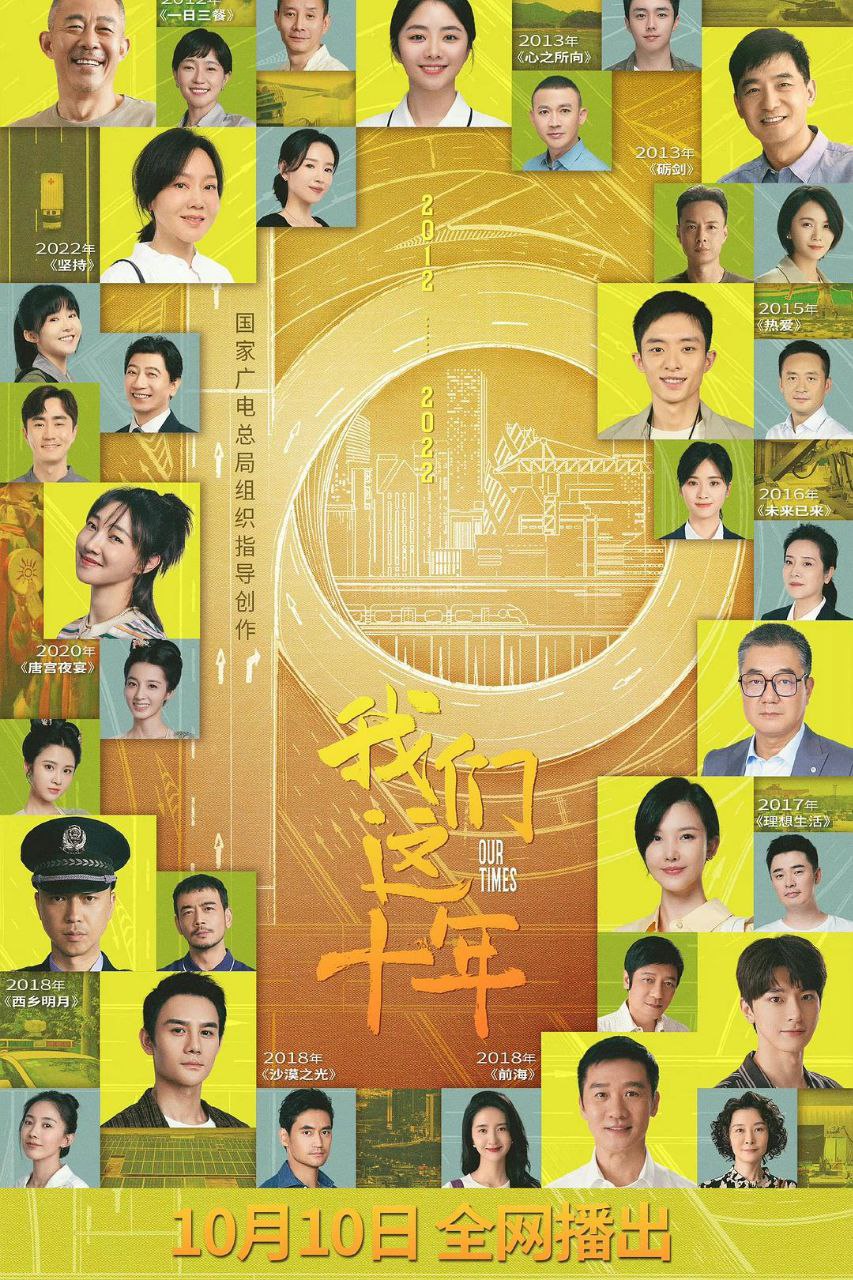 2012年
《一日三餐》
2013年
《心之所向》
2013年
《砺剑》
2022年
《坚持》
2012 …… 2022
国家广电总局组织指导创作
2015年
《热爱》
2016年
《未来已来》
2020年
《唐宫夜宴》
我们
这
十年
OUR
TIMES
2017年
《理想生活》
2018年
《西乡明月》
2018年
《沙漠之光》
2018年
《前海》
10月10日 全网播出